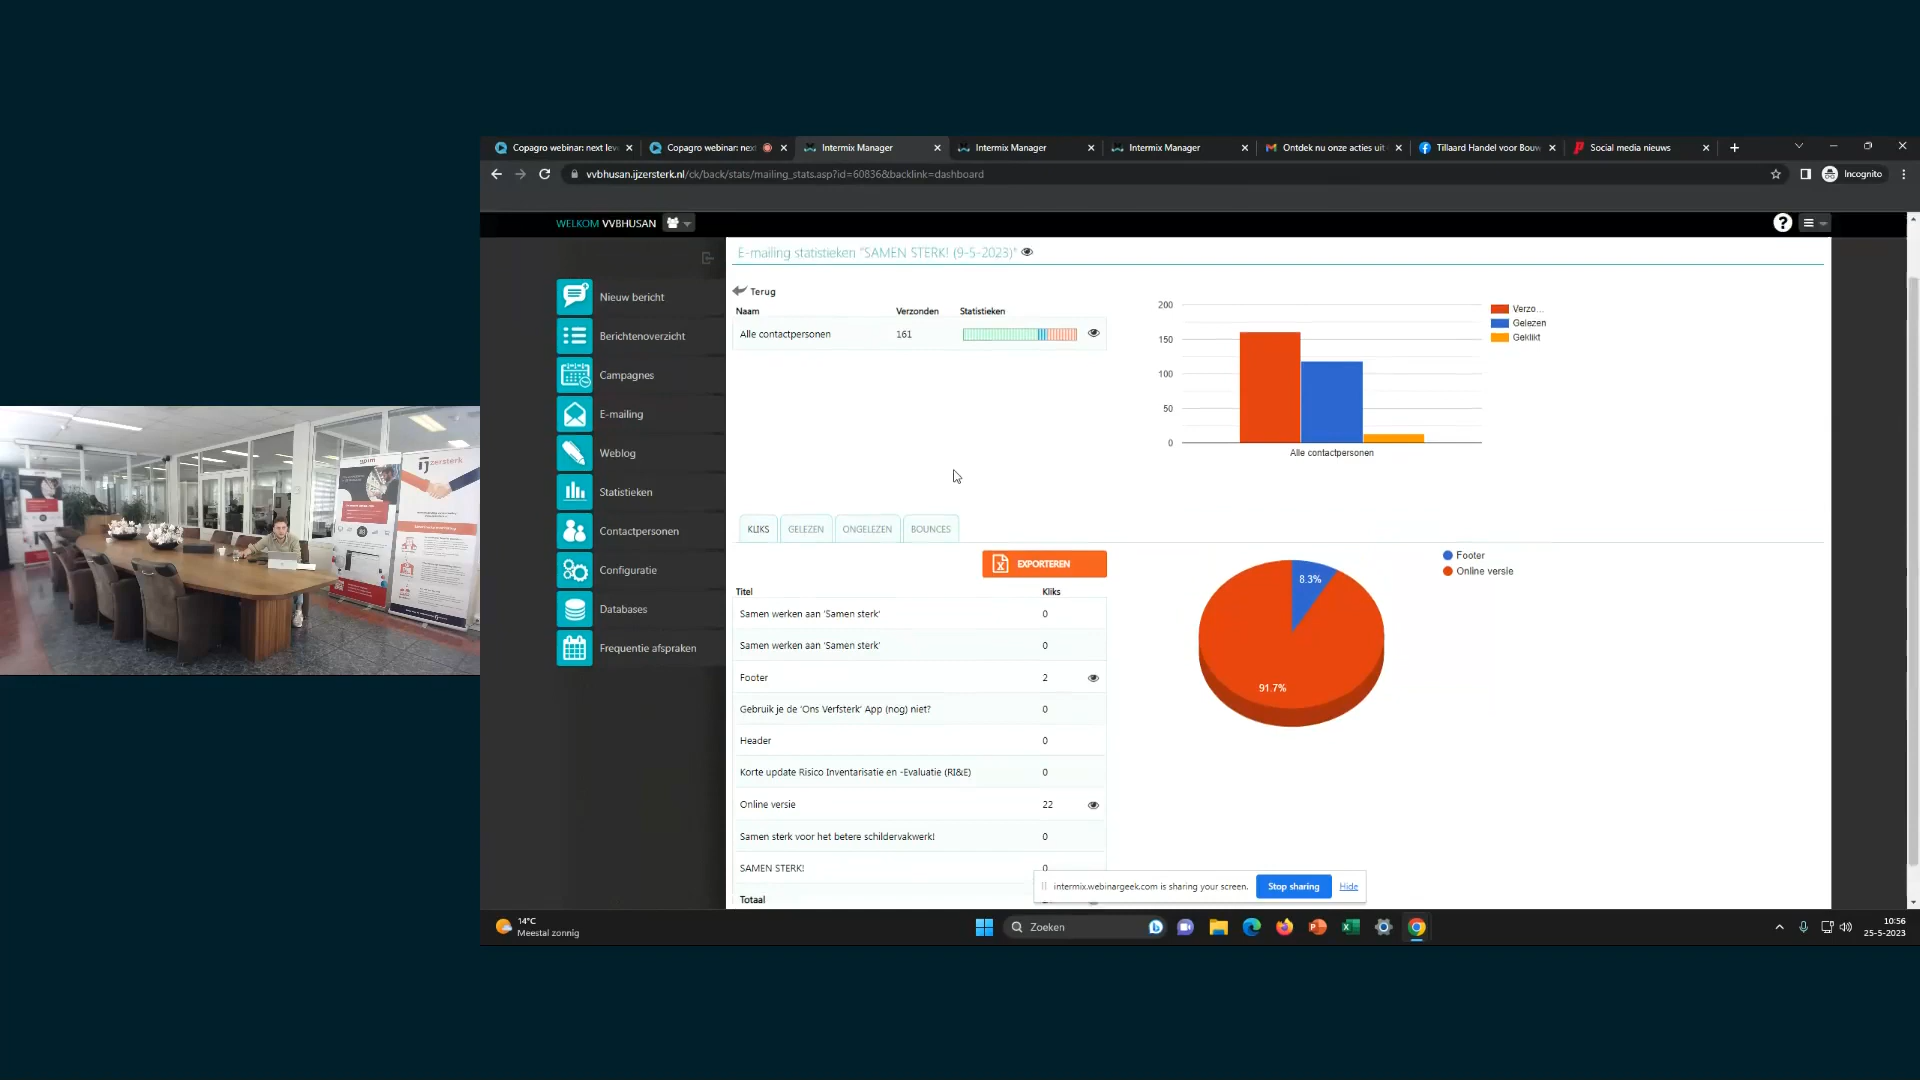 Copagro webinar: next lev
Copagro webinar: nex
Intermix Manager
Intermix Manager
Intermix Manager
Ontdek nu onze acties uit
Tillaard Handel voor Bouw
Social media nieuws
vvbhusan.ijzersterk.nl/ck/back/stats/mailing_stats.asp?id=60836&backlink=dashboard
Incognito
WELKOM VVBHUSAN
Nieuw bericht
Berichtenoverzicht
Campagnes
E-mailing
Weblog
Statistieken
Contactpersonen
Configuratie
Databases
Frequentie afspraken
E-mailing statistieken "SAMEN STERK! (9-5-2023)"
Terug
Naam Verzonden Statistieken
Alle contactpersonen 161
200
150
100
50
0
Alle contactpersonen
Verzo...
Gelezen
Geklikt
KLIKS GELEZEN ONGELEZEN BOUNCES
EXPORTEREN
Titel Kliks
Samen werken aan 'Samen sterk' 0
Samen werken aan 'Samen sterk' 0
Footer 2
Gebruik je de 'Ons Verfsterk' App (nog) niet? 0
Header 0
Korte update Risico Inventarisatie en -Evaluatie (RI&E) 0
Online versie 22
Samen sterk voor het betere schildervakwerk! 0
SAMEN STERK! 0
Totaal
8.3%
91.7%
Footer
Online versie
intermix.webinargeek.com is sharing your screen. Stop sharing Hide
14°C
Meestal zonnig
Zoeken
10:56
25-5-2023
ijzersterk